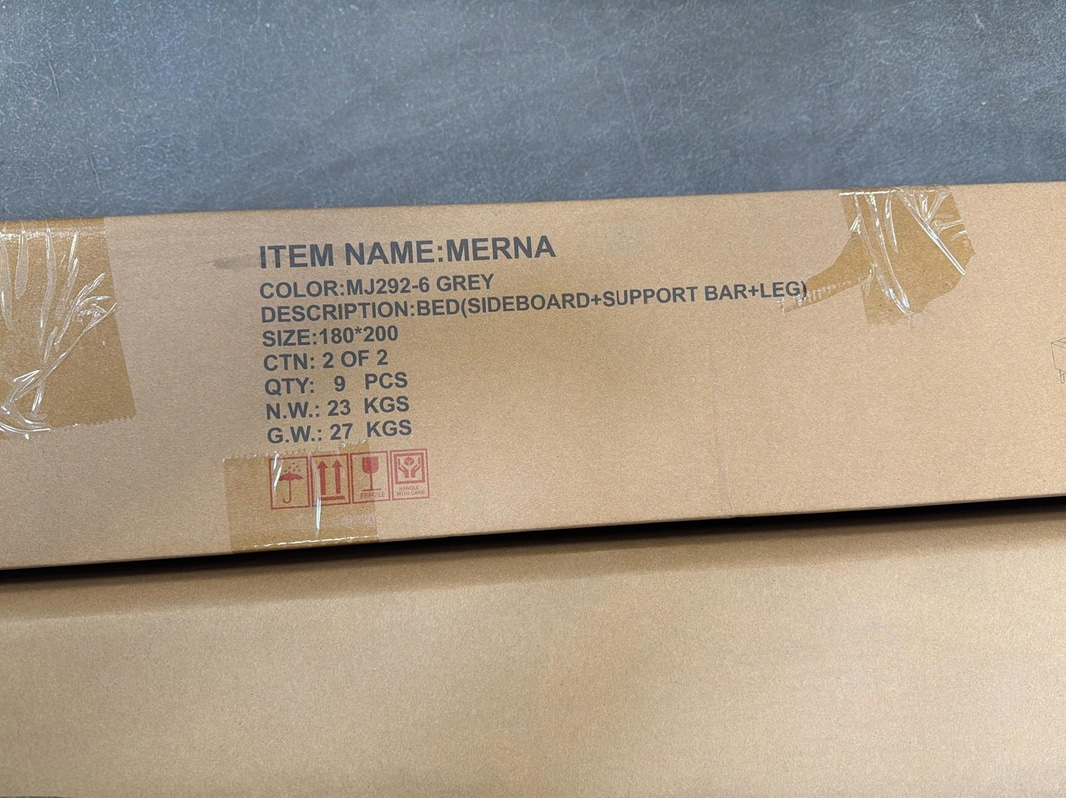 ITEM NAME:MERNA
COLOR:MJ292-6 GREY
DESCRIPTION:BED(SIDEBOARD+SUPPORT BAR+LEG)
SIZE:180*200
CTN: 2 OF 2
QTY: 9 PCS
N.W.: 23 KGS
G.W.: 27 KGS
FRAGILE
HANDLE
WITH CARE